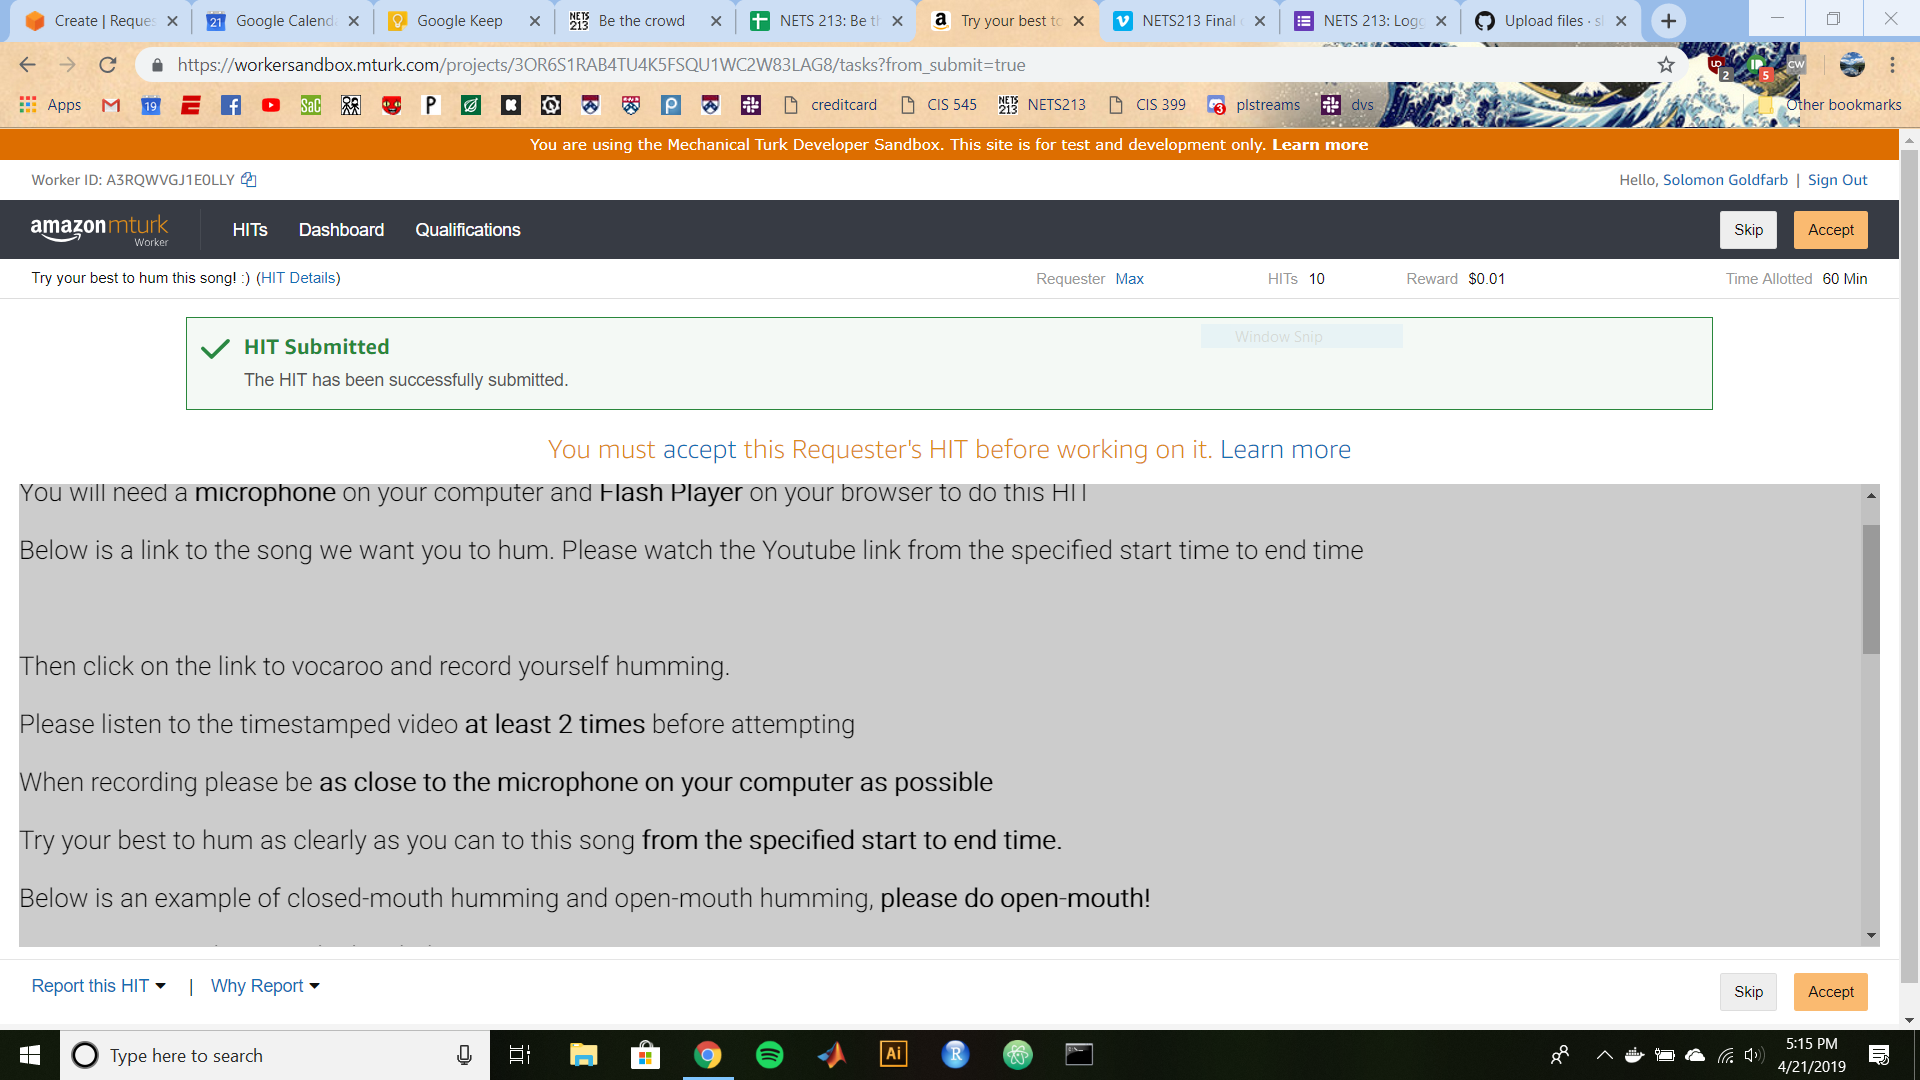 Create | Reques
Google Calenda
Google Keep
Be the crowd
NETS 213: Be th
Try your best to
NETS213 Final
NETS 213: Logg
Upload files · sl
https://workersandbox.mturk.com/projects/3OR6S1RAB4TU4K5FSQU1WC2W83LAG8/tasks?from_submit=true
Apps creditcard CIS 545 NETS213 CIS 399 plstreams dvs Other bookmarks
You are using the Mechanical Turk Developer Sandbox. This site is for test and development only. Learn more
Worker ID: A3RQWVGJ1E0LLY
Hello, Solomon Goldfarb | Sign Out
amazonmturk
Worker
HITs Dashboard Qualifications
Skip Accept
Try your best to hum this song! :) (HIT Details)
Requester Max HITs 10 Reward $0.01 Time Allotted 60 Min
Window Snip
HIT Submitted
The HIT has been successfully submitted.
You must accept this Requester's HIT before working on it. Learn more
You will need a microphone on your computer and Flash Player on your browser to do this HIT
Below is a link to the song we want you to hum. Please watch the Youtube link from the specified start time to end time
Then click on the link to vocaroo and record yourself humming.
Please listen to the timestamped video at least 2 times before attempting
When recording please be as close to the microphone on your computer as possible
Try your best to hum as clearly as you can to this song from the specified start to end time.
Below is an example of closed-mouth humming and open-mouth humming, please do open-mouth!
Report this HIT | Why Report
Skip Accept
Type here to search
5:15 PM
4/21/2019